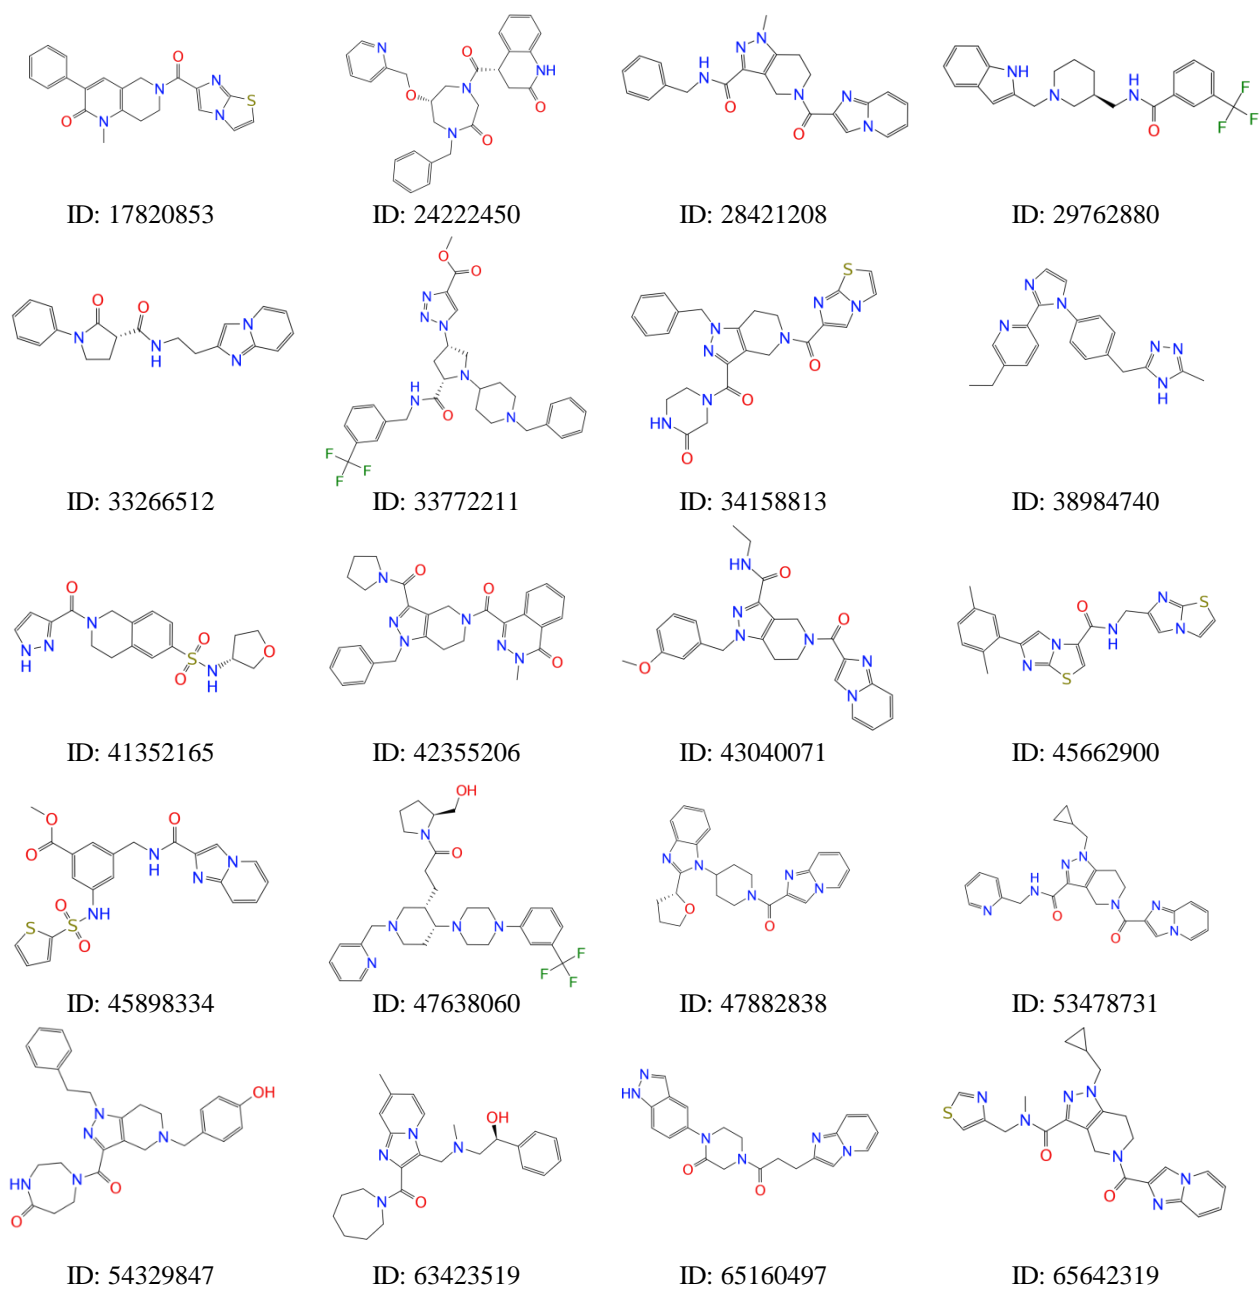 ID: 17820853
ID: 24222450
ID: 28421208
ID: 29762880
ID: 33266512
ID: 33772211
ID: 34158813
ID: 38984740
ID: 41352165
ID: 42355206
ID: 43040071
ID: 45662900
ID: 45898334
ID: 47638060
ID: 47882838
ID: 53478731
ID: 54329847
ID: 63423519
ID: 65160497
ID: 65642319